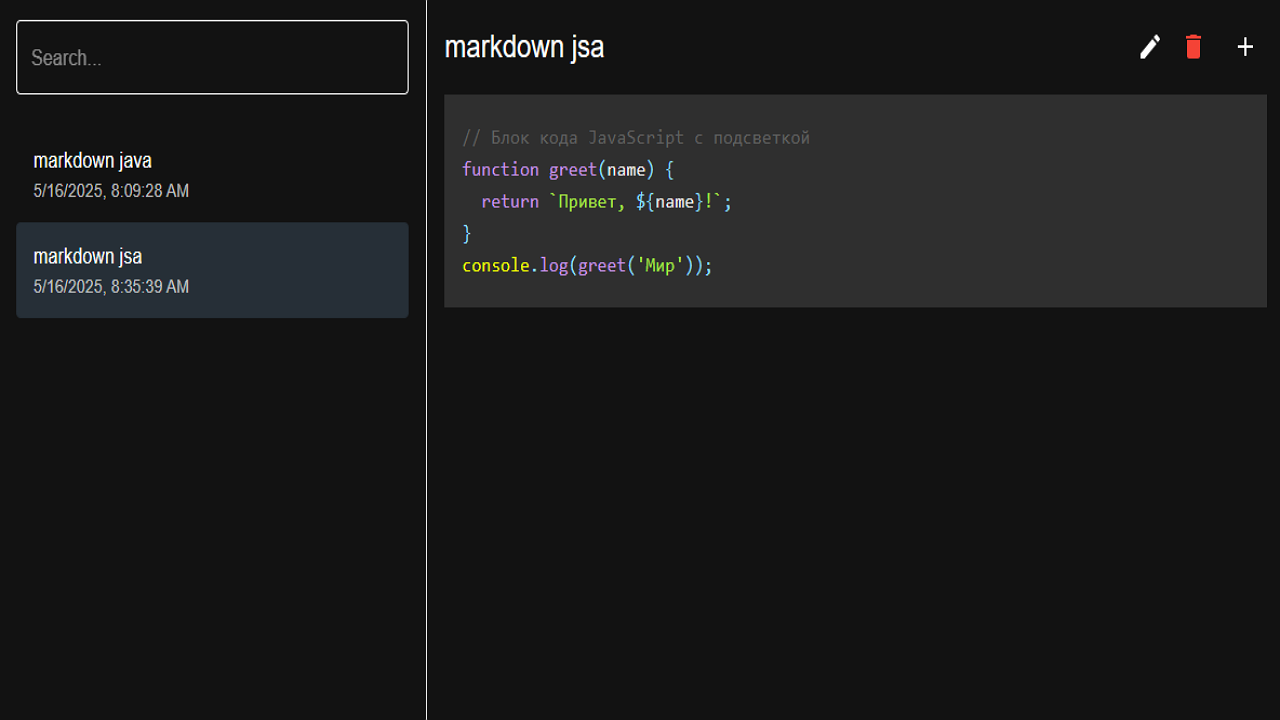 Search...
markdown java
5/16/2025, 8:09:28 AM
markdown jsa
5/16/2025, 8:35:39 AM
markdown jsa
// Блок кода JavaScript с подсветкой
function greet(name) {
  return `Привет, ${name}!`;
}
console.log(greet('Мир'));